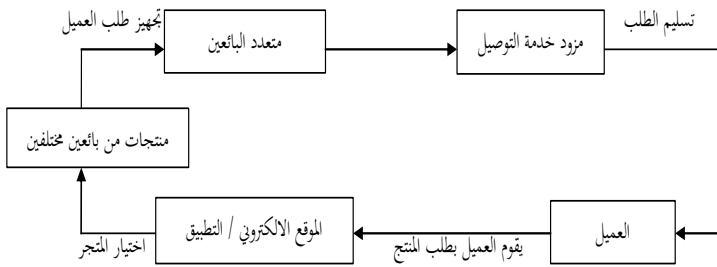 تجهيز طلب العميل
متعدد البائعين
مزود خدمة التوصيل
تسليم الطلب
منتجات من بائعين مختلفين
العميل
يقوم العميل بطلب المنتج
الموقع الالكتروني / التطبيق
اختيار المتجر